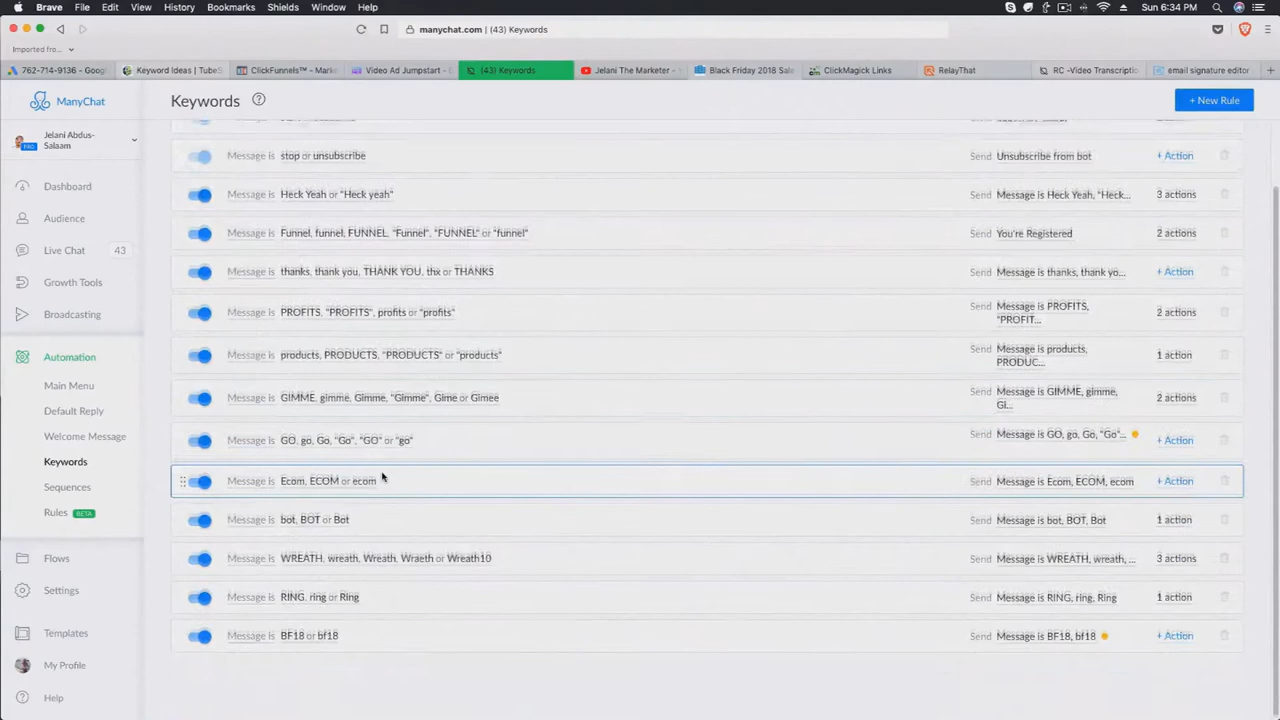 Brave File Edit View History Bookmarks Shields Window Help Sun 6:34 PM
manychat.com | (43) Keywords
Imported fro...
762-714-9136 - Goog Keyword Ideas | TubeS ClickFunnels™ - Marke Video Ad Jumpstart - (43) Keywords Jelani The Marketer - Y Black Friday 2018 Sale ClickMagick Links RelayThat RC -Video Transcriptio email signature editor
ManyChat
Keywords
+ New Rule
Jelani Abdus-
Salaam
PRO
Dashboard
Audience
Live Chat 43
Growth Tools
Broadcasting
Automation
Main Menu
Default Reply
Welcome Message
Keywords
Sequences
Rules BETA
Flows
Settings
Templates
My Profile
Help
Message is stop or unsubscribe Send Unsubscribe from bot + Action
Message is Heck Yeah or "Heck yeah" Send Message is Heck Yeah, "Heck... 3 actions
Message is Funnel, funnel, FUNNEL, "Funnel", "FUNNEL" or "funnel" Send You're Registered 2 actions
Message is thanks, thank you, THANK YOU, thx or THANKS Send Message is thanks, thank yo... + Action
Message is PROFITS, "PROFITS", profits or "profits" Send Message is PROFITS, 2 actions
"PROFIT...
Message is products, PRODUCTS, "PRODUCTS" or "products" Send Message is products, 1 action
PRODUC...
Message is GIMME, gimme, Gimme, "Gimme", Gime or Gimee Send Message is GIMME, gimme, 2 actions
Gi...
Message is GO, go, Go, "Go", "GO" or "go" Send Message is GO, go, Go, "Go"... + Action
Message is Ecom, ECOM or ecom Send Message is Ecom, ECOM, ecom + Action
Message is bot, BOT or Bot Send Message is bot, BOT, Bot 1 action
Message is WREATH, wreath, Wreath, Wraeth or Wreath10 Send Message is WREATH, wreath, ... 3 actions
Message is RING, ring or Ring Send Message is RING, ring, Ring 1 action
Message is BF18 or bf18 Send Message is BF18, bf18 + Action